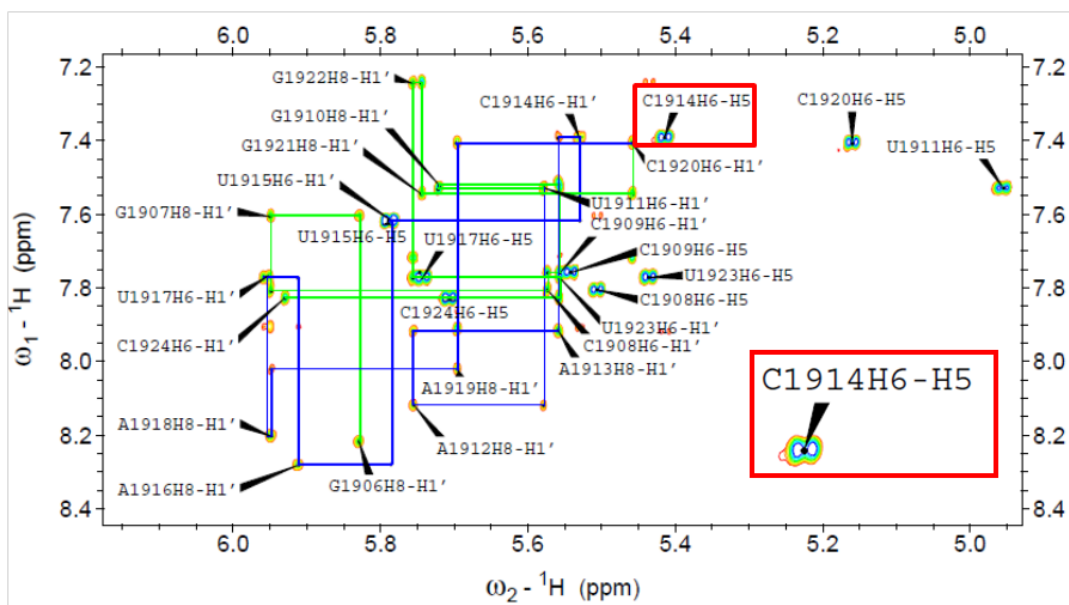 6.0 5.8 5.6 5.4 5.2 5.0
7.2 7.2
G1922H8-H1’
C1914H6-H1’
C1914H6-H5
C1920H6-H5
G1910H8-H1’
7.4 7.4
G1921H8-H1’
C1920H6-H1’
U1911H6-H5
U1915H6-H1’
U1911H6-H1’
7.6 7.6
G1907H8-H1’
C1909H6-H1’
U1915H6-H5
U1917H6-H5
C1909H6-H5
U1923H6-H5
7.8 7.8
U1917H6-H1’
C1908H6-H5
C1924H6-H5
U1923H6-H1’
C1924H6-H1’
C1908H6-H1’
A1913H8-H1’
8.0 8.0
A1919H8-H1’
C1914H6-H5
A1918H8-H1’
A1912H8-H1’
8.2 8.2
A1916H8-H1’
G1906H8-H1’
8.4 8.4
6.0 5.8 5.6 5.4 5.2 5.0
ω1 - 1H (ppm)
ω2 - 1H (ppm)